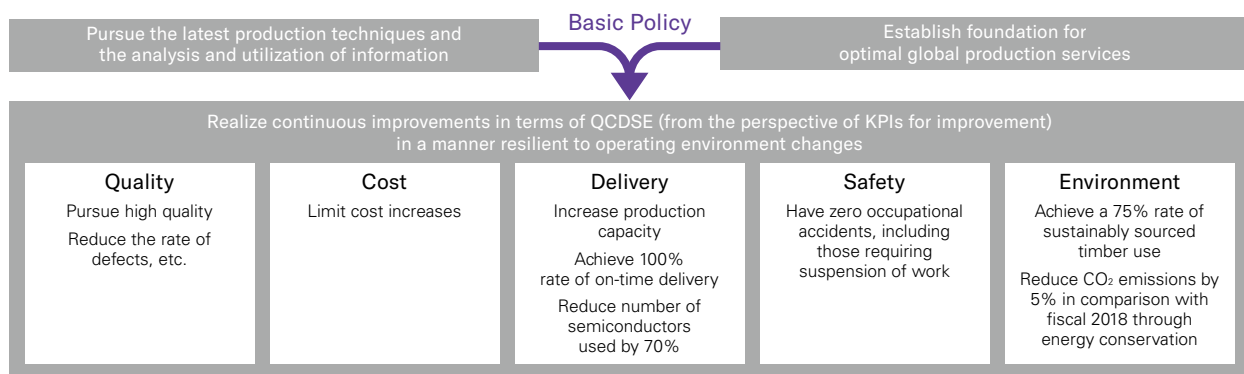 Basic Policy
Pursue the latest production techniques and
the analysis and utilization of information
Establish foundation for
optimal global production services
Realize continuous improvements in terms of QCDSE (from the perspective of KPIs for improvement)
in a manner resilient to operating environment changes
Quality
Pursue high quality
Reduce the rate of
defects, etc.
Cost
Limit cost increases
Delivery
Increase production
capacity
Achieve 100%
rate of on-time delivery
Reduce number of
semiconductors
used by 70%
Safety
Have zero occupational
accidents, including
those requiring
suspension of work
Environment
Achieve a 75% rate of
sustainably sourced
timber use
Reduce CO₂ emissions by
5% in comparison with
fiscal 2018 through
energy conservation